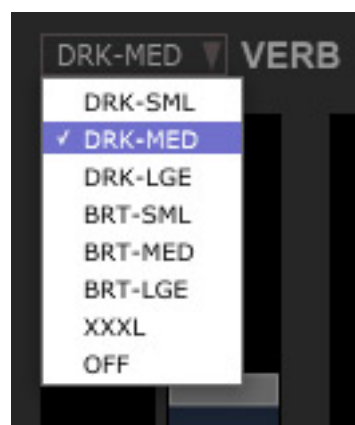 DRK-MED VERB
DRK-SML
✓ DRK-MED
DRK-LGE
BRT-SML
BRT-MED
BRT-LGE
XXXL
OFF